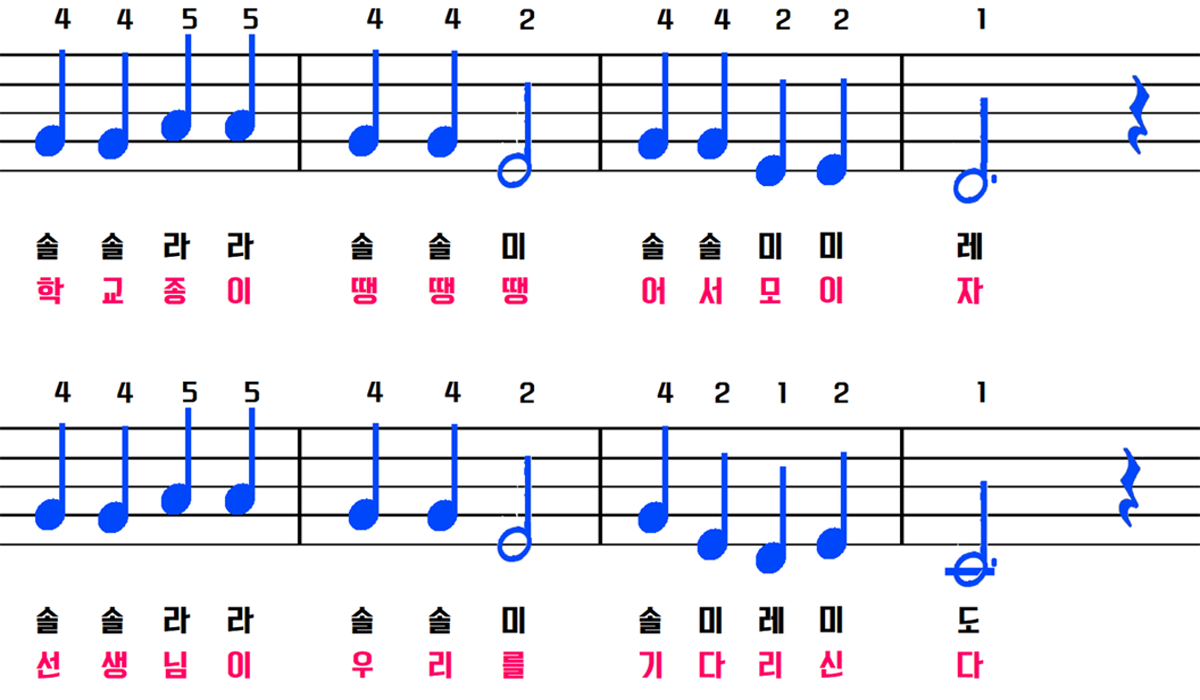 4 4 5 5 4 4 2 4 4 2 2 1
솔 솔 라 라 솔 솔 미 솔 솔 미 미 레
학 교 종 이 땡 땡 땡 어 서 모 이 자
4 4 5 5 4 4 2 4 2 1 2 1
솔 솔 라 라 솔 솔 미 솔 미 레 미 도
선 생 님 이 우 리 를 기 다 리 신 다